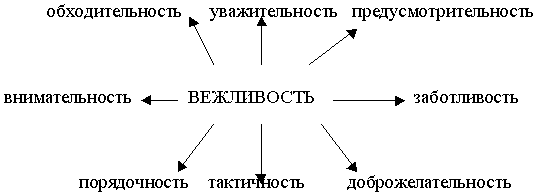 обходительность уважительность предусмотрительность
внимательность ВЕЖЛИВОСТЬ заботливость
порядочность тактичность доброжелательность